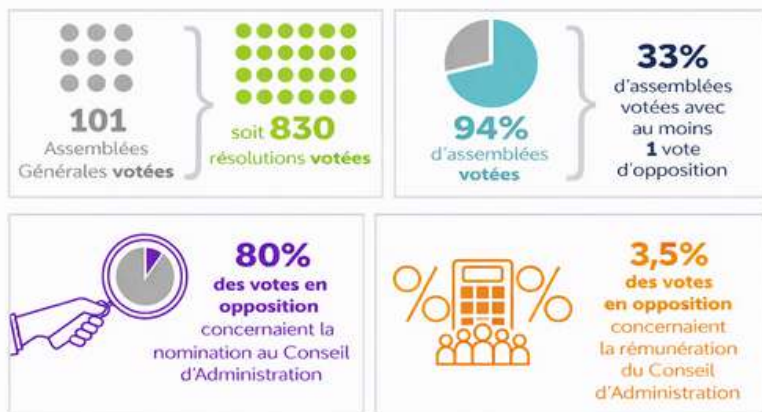 101
Assemblées
Générales votées
soit 830
résolutions votées
94%
d'assemblées
votées
33%
d'assemblées
votées avec
au moins
1 vote
d'opposition
80%
des votes en
opposition
concernaient la
nomination au Conseil
d'Administration
% %
3,5%
des votes
en opposition
concernaient
la rémunération
du Conseil
d'Administration